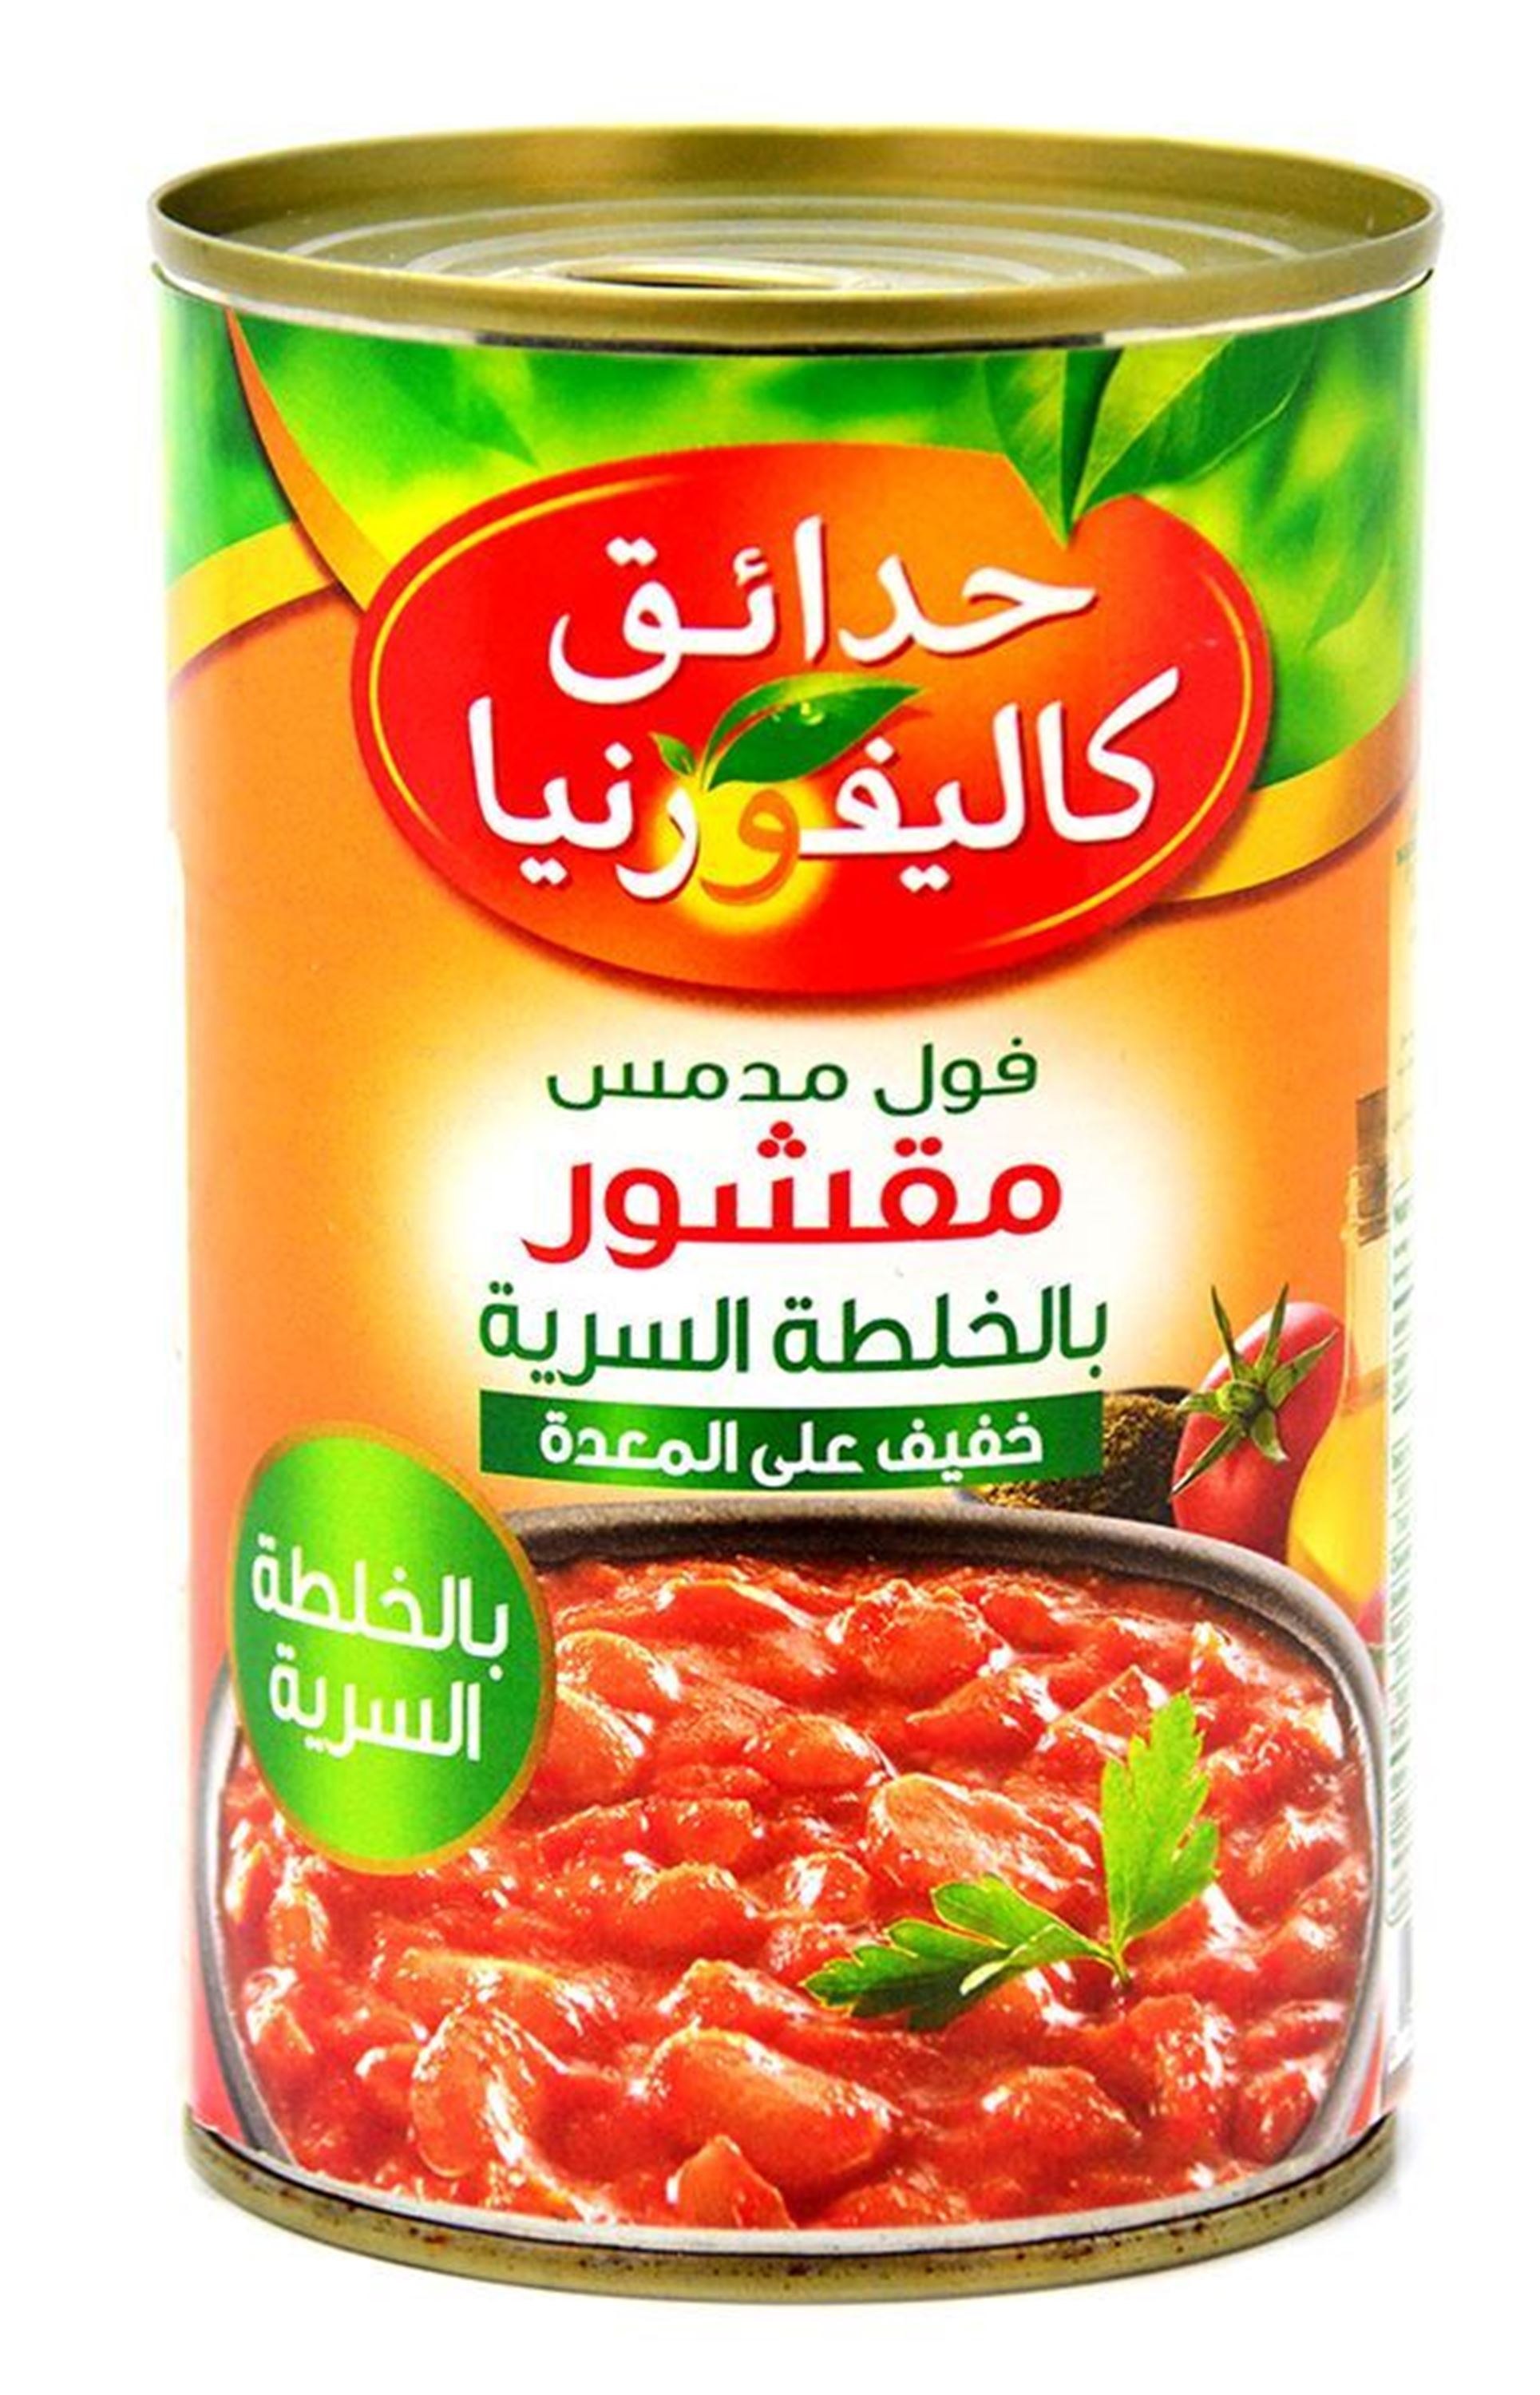 حدائق
كاليفورنيا
فول مدمس
مقشور
بالخلطة السرية
خفيف على المعدة
بالخلطة
السرية